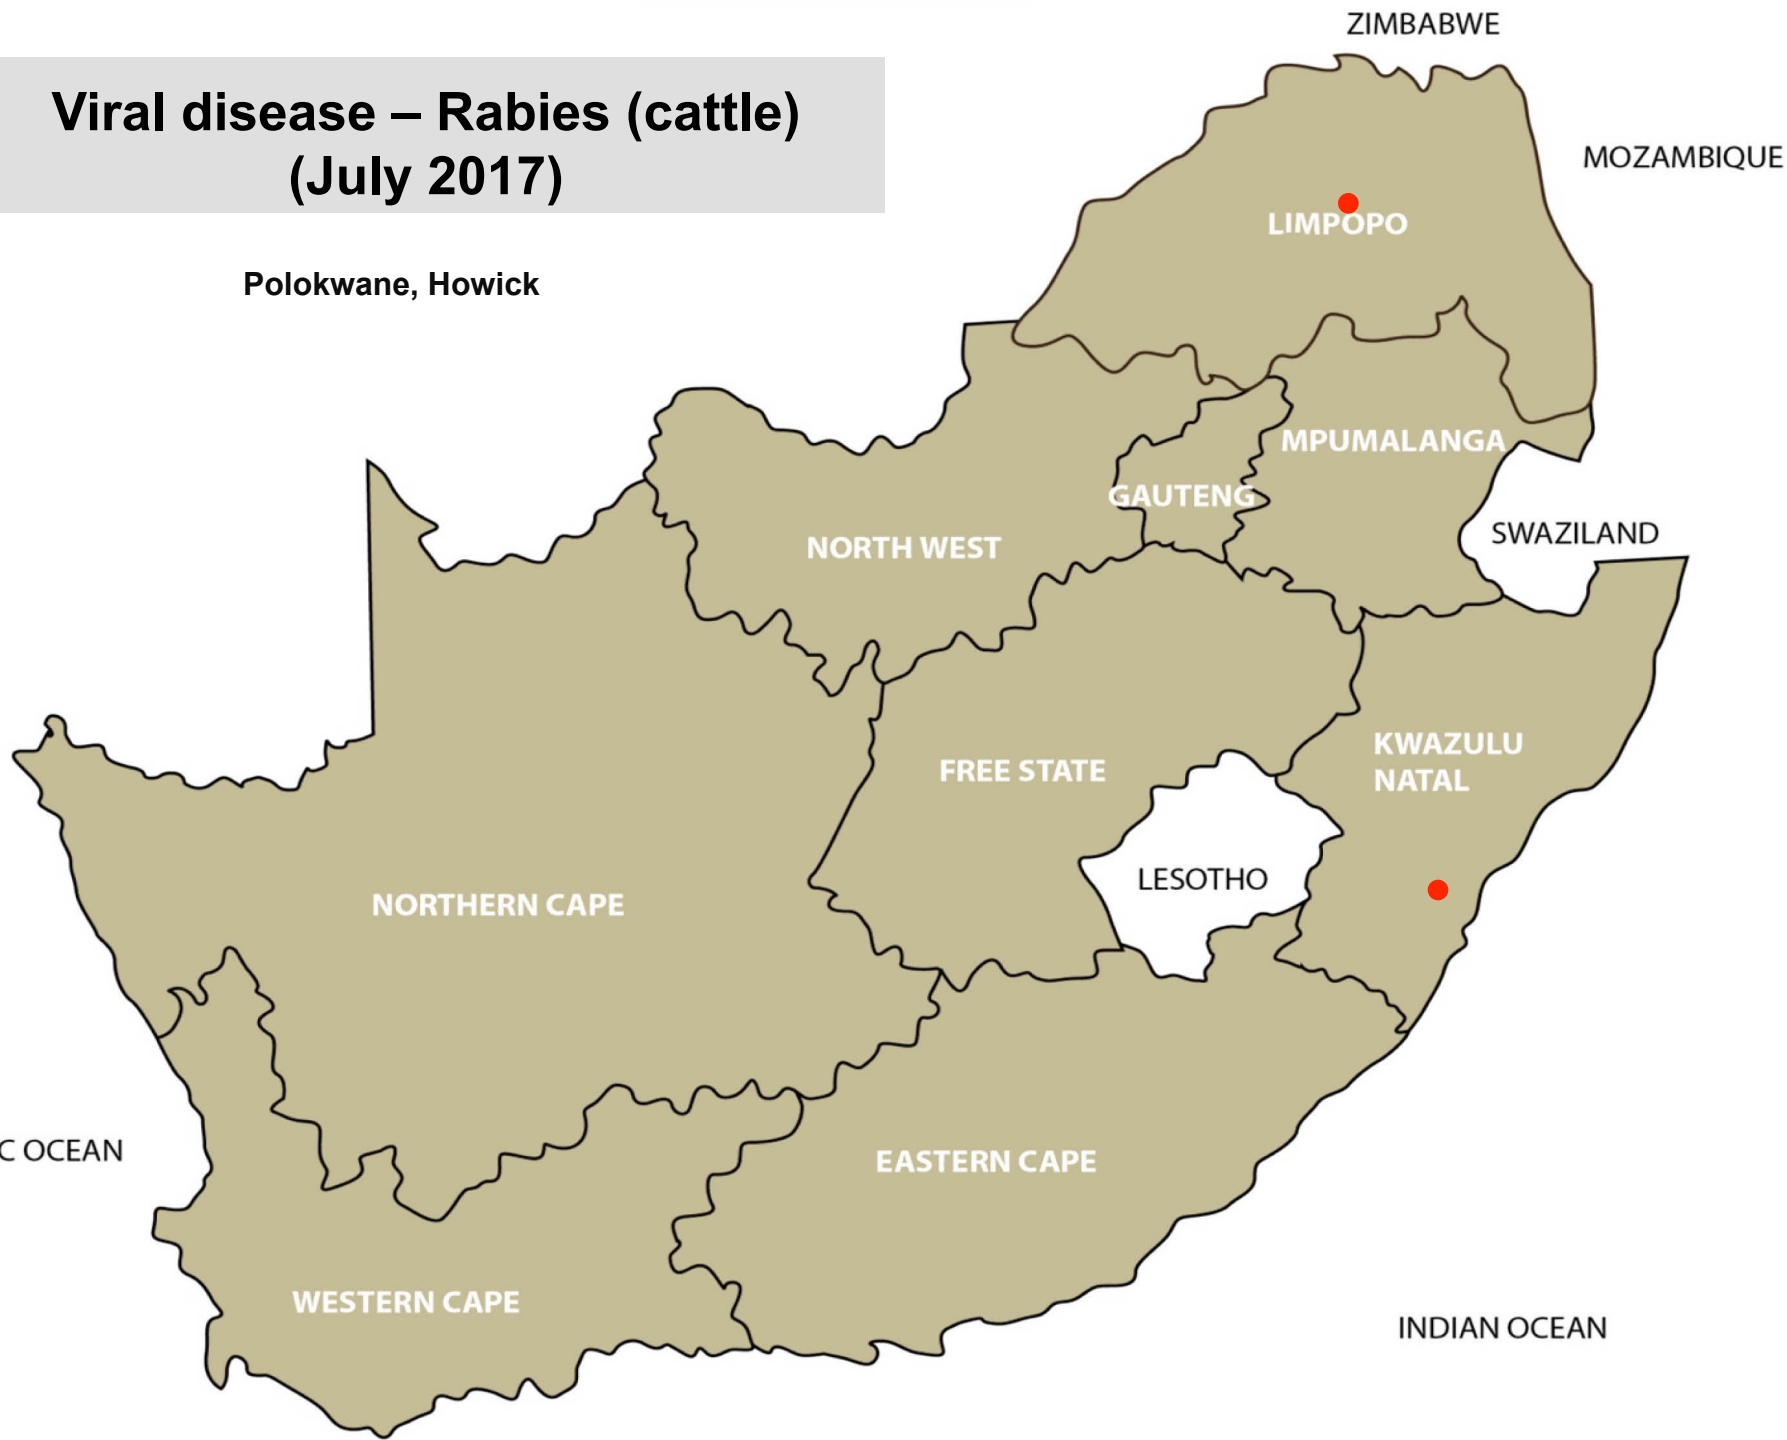 ZIMBABWE
Viral disease – Rabies (cattle)
(July 2017)
MOZAMBIQUE
LIMPOPO
Polokwane, Howick
MPUMALANGA
GAUTENG
SWAZILAND
NORTH WEST
KWAZULU
NATAL
FREE STATE
LESOTHO
NORTHERN CAPE
C OCEAN
EASTERN CAPE
WESTERN CAPE
INDIAN OCEAN